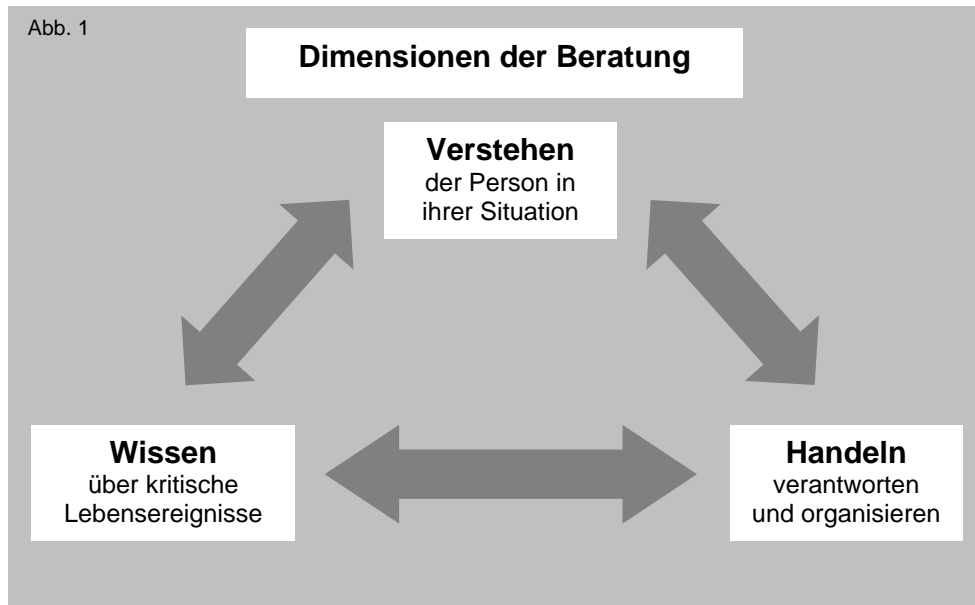 Abb. 1
Dimensionen der Beratung
Verstehen
der Person in
ihrer Situation
Wissen
über kritische
Lebensereignisse
Handeln
verantworten
und organisieren